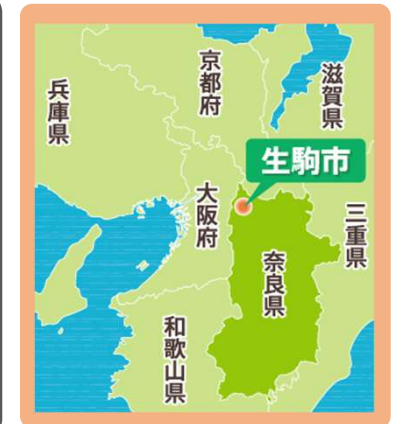 兵庫県
京都府
滋賀県
生駒市
大阪府
三重県
奈良県
和歌山県